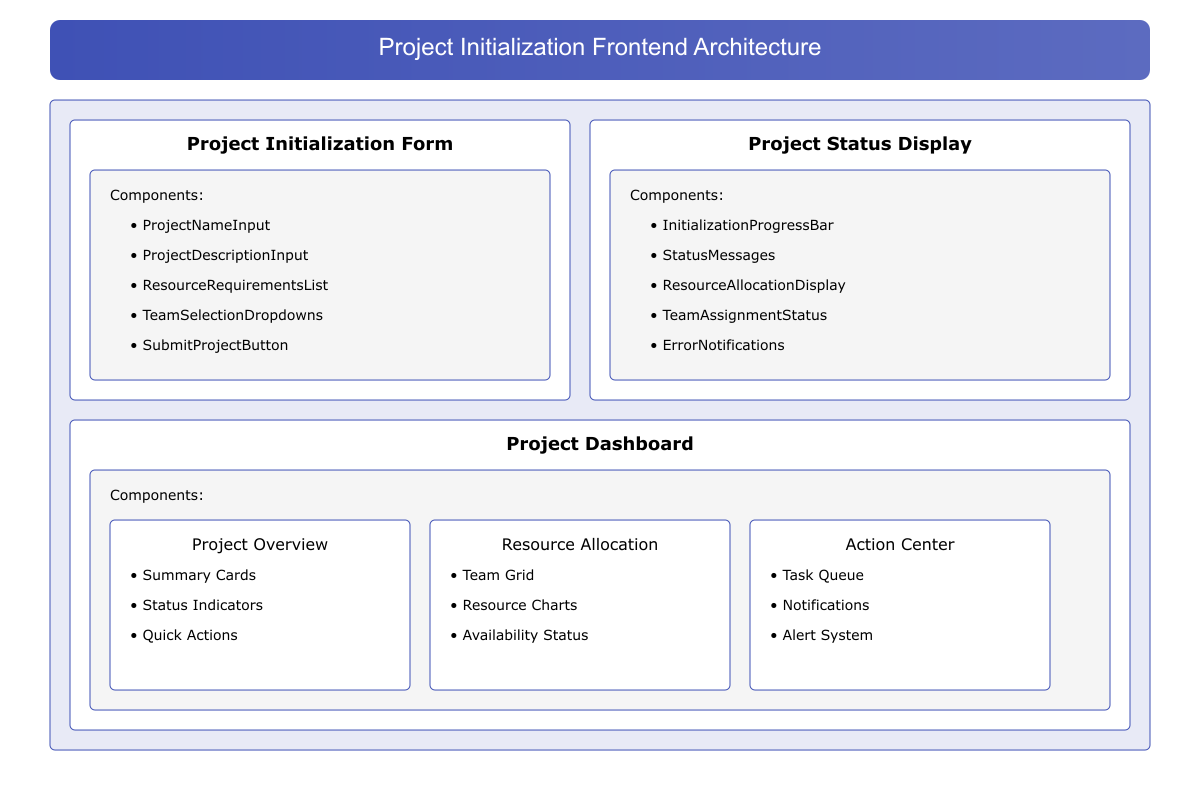 Project Initialization Frontend Architecture
Project Initialization Form
Components:
• ProjectNameInput
• ProjectDescriptionInput
• ResourceRequirementsList
• TeamSelectionDropdowns
• SubmitProjectButton
Project Status Display
Components:
• InitializationProgressBar
• StatusMessages
• ResourceAllocationDisplay
• TeamAssignmentStatus
• ErrorNotifications
Project Dashboard
Components:
Project Overview
• Summary Cards
• Status Indicators
• Quick Actions
Resource Allocation
• Team Grid
• Resource Charts
• Availability Status
Action Center
• Task Queue
• Notifications
• Alert System